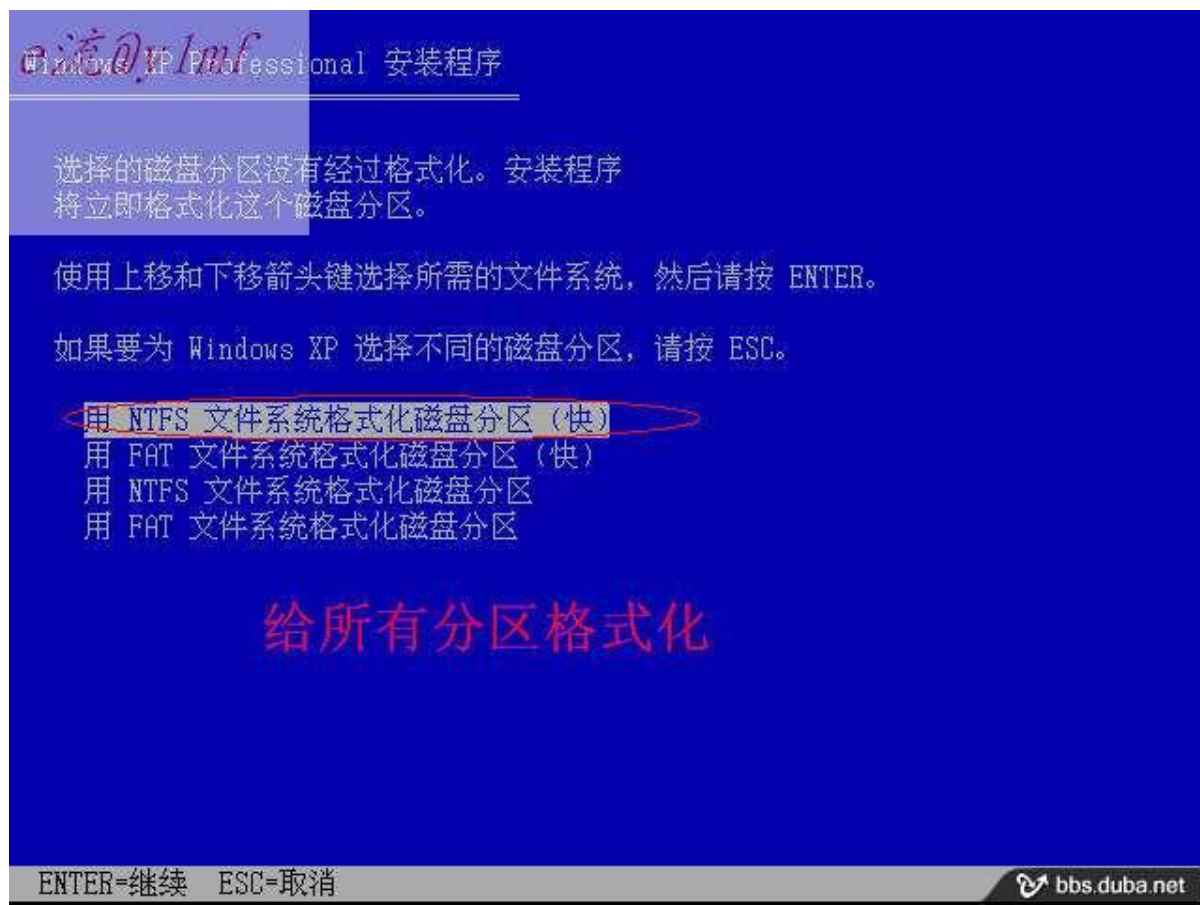 e流@ylmf
Windows XP Professional 安装程序
选择的磁盘分区没有经过格式化。安装程序
将立即格式化这个磁盘分区。
使用上移和下移箭头键选择所需的文件系统，然后请按 ENTER。
如果要为 Windows XP 选择不同的磁盘分区，请按 ESC。
用 NTFS 文件系统格式化磁盘分区（快）
用 FAT 文件系统格式化磁盘分区（快）
用 NTFS 文件系统格式化磁盘分区
用 FAT 文件系统格式化磁盘分区
给所有分区格式化
ENTER=继续 ESC=取消
bbs.duba.net